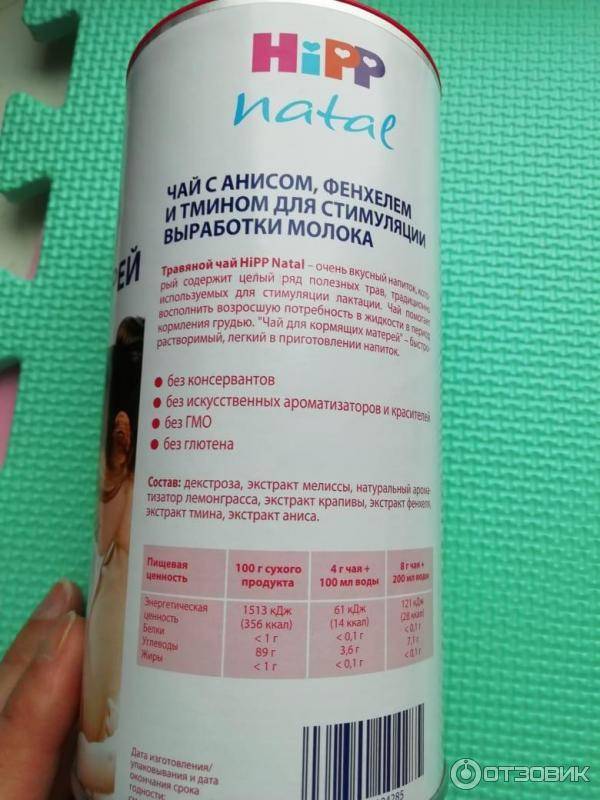 HiPP
natal
ЧАЙ С АНИСОМ, ФЕНХЕЛЕМ
И ТМИНОМ ДЛЯ СТИМУЛЯЦИИ
ВЫРАБОТКИ МОЛОКА
РЕЙ
Травяной чай HiPP Natal – очень вкусный напиток, кото-
рый содержит целый ряд полезных трав, традиционно
используемых для стимуляции лактации. Чай помогает
восполнить возросшую потребность в жидкости в период
кормления грудью. "Чай для кормящих матерей" – быстро-
растворимый, легкий в приготовлении напиток.
• без консервантов
• без искусственных ароматизаторов и красителей
• без ГМО
• без глютена
Состав: декстроза, экстракт мелиссы, натуральный арома-
тизатор лемонграсса, экстракт крапивы, экстракт фенхеля,
экстракт тмина, экстракт аниса.
Пищевая ценность 100 г сухого продукта 4 г чая + 100 мл воды 8 г чая + 200 мл воды
Энергетическая ценность 1513 кДж (356 ккал) 61 кДж (14 ккал) 121 кДж (28 ккал)
Белки < 1 г < 0,1 г < 0,1 г
Углеводы 89 г 3,6 г 7,1 г
Жиры < 1 г < 0,1 г < 0,1 г
Дата изготовления/
упаковывания и дата
окончания срока
годности:
4285
ОТЗОВИК